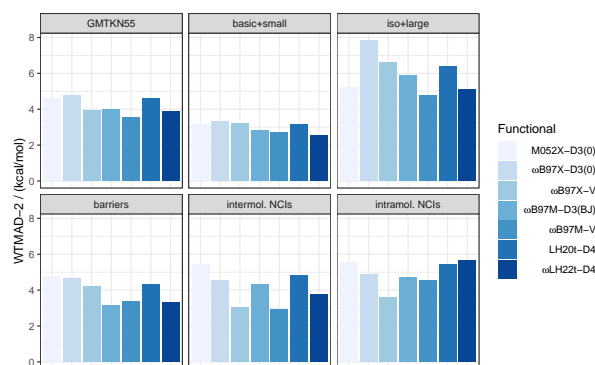 GMTKN55
basic+small
iso+large
8
6
4
2
0
barriers
intermol. NCIs
intramol. NCIs
8
6
4
2
0
WTMAD−2 / (kcal/mol)
Functional
M052X−D3(0)
ωB97X−D3(0)
ωB97X−V
ωB97M−D3(BJ)
ωB97M−V
LH20t−D4
ωLH22t−D4